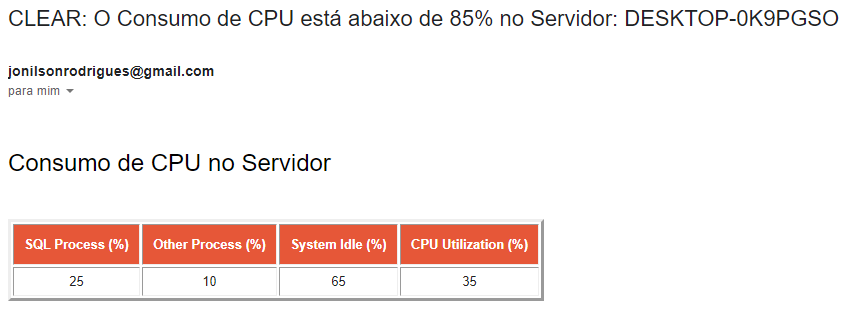 CLEAR: O Consumo de CPU está abaixo de 85% no Servidor: DESKTOP-0K9PGSO
jonilsonrodrigues@gmail.com
para mim
Consumo de CPU no Servidor
SQL Process (%) Other Process (%) System Idle (%) CPU Utilization (%)
25 10 65 35